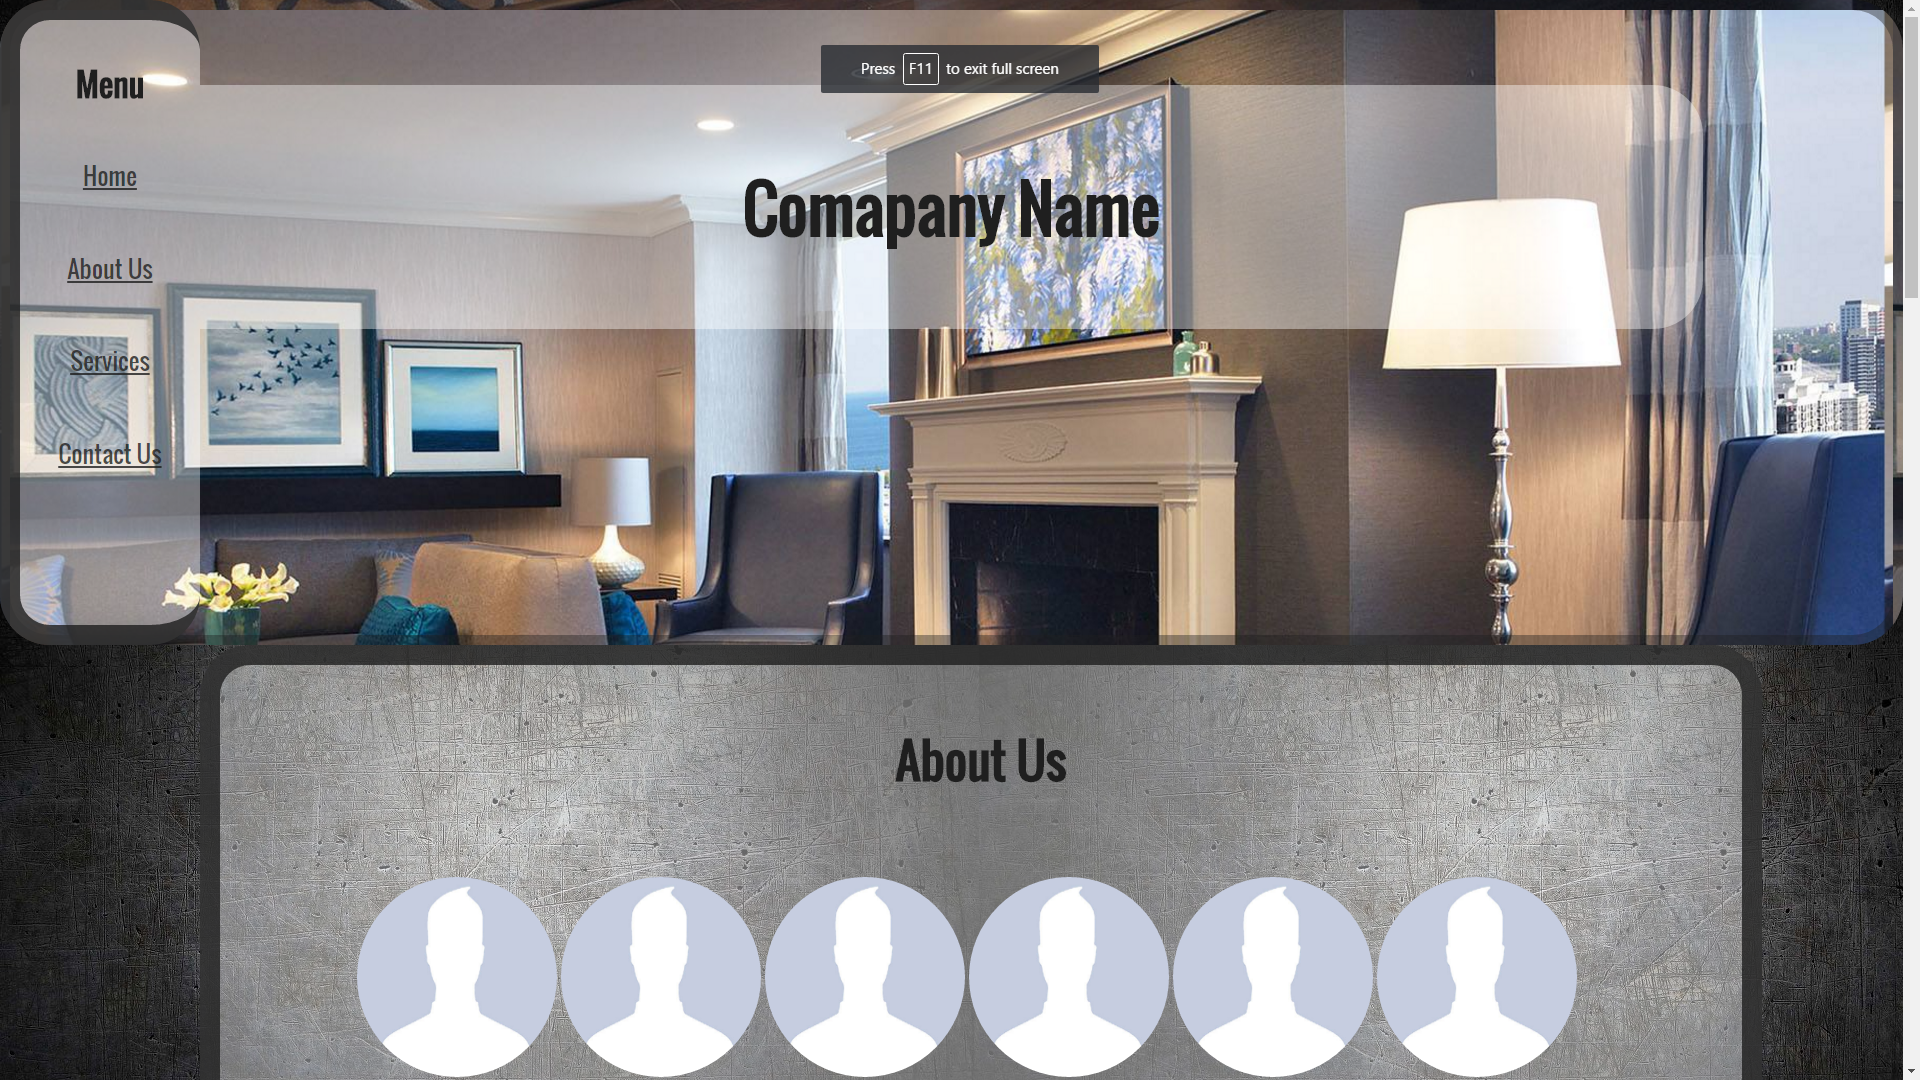 Press F11 to exit full screen
Menu
Comapany Name
Home
About Us
Services
Contact Us
About Us